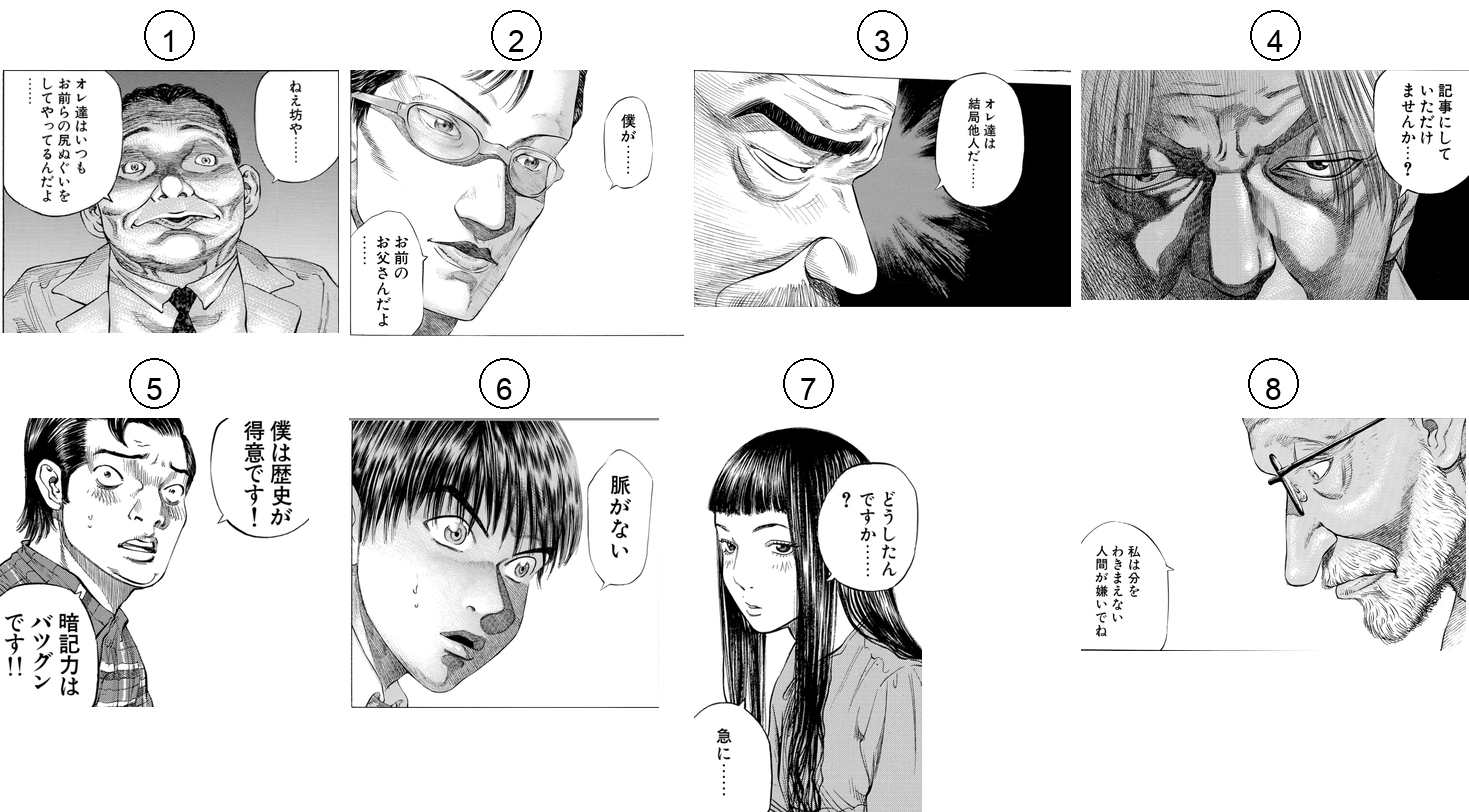 1
ねえ坊や……
オレ達はいつも
お前らの尻ぬぐいを
してやってるんだよ
……
2
僕が……
お前の
お父さんだよ
……
3
オレ達は
結局他人だ……
4
記事にして
いただけ
ませんか…?
5
僕は歴史が
得意です!
暗記力は
バツグン
です!!
6
脈がない
7
どうしたん
ですか……
?
急に……
8
私は分を
わきまえない
人間が嫌いでね